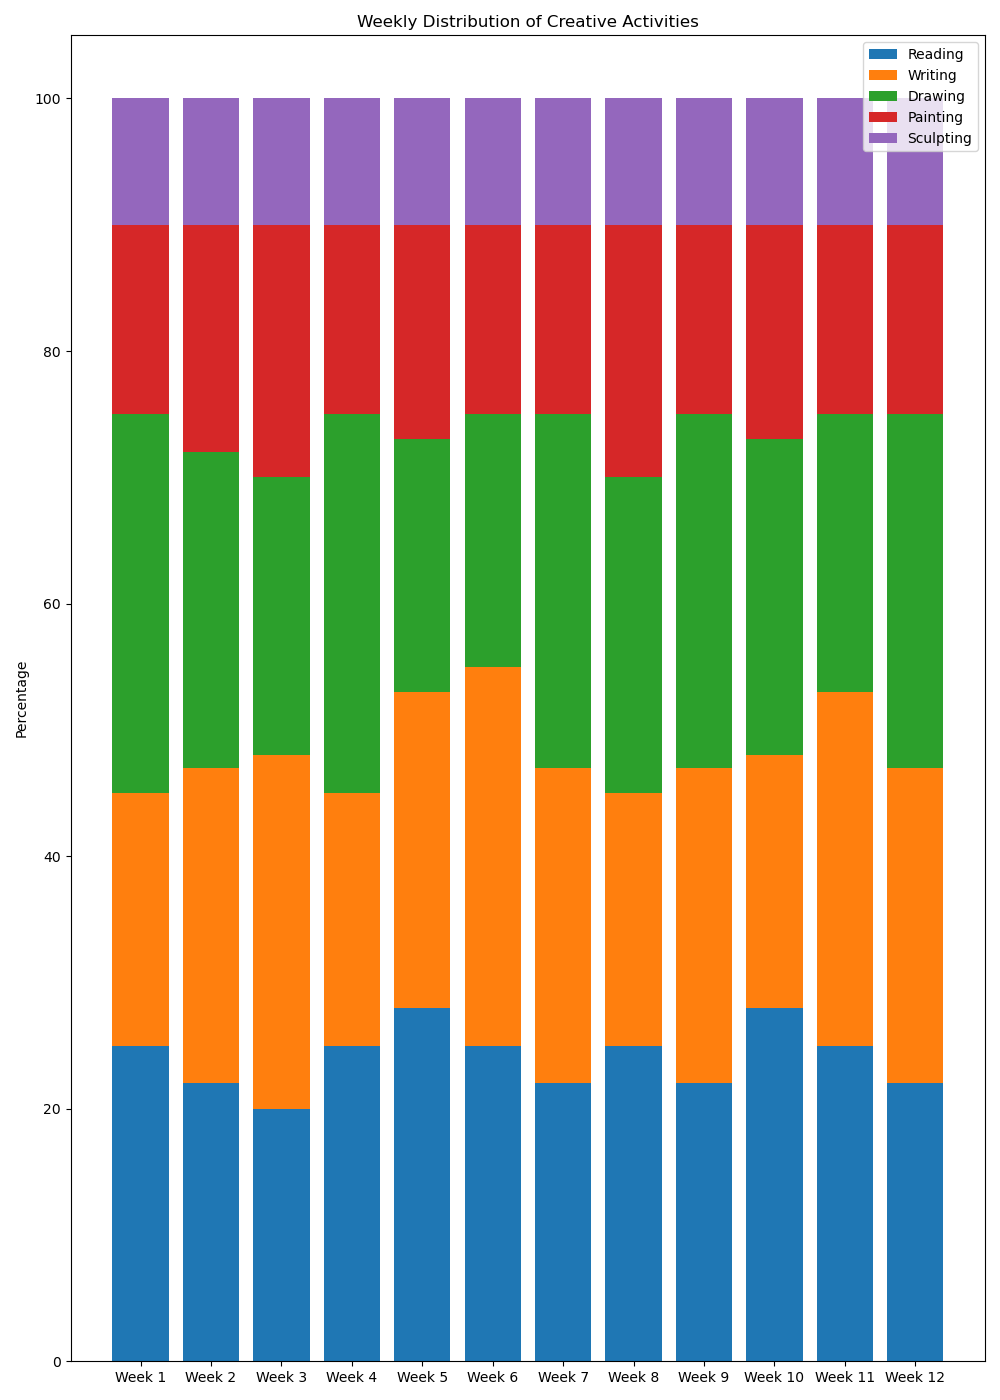 Weekly Distribution of Creative Activities
Reading
Writing
Drawing
Painting
Sculpting
100
80
60
40
20
0
Percentage
Week 1 Week 2 Week 3 Week 4 Week 5 Week 6 Week 7 Week 8 Week 9 Week 10 Week 11 Week 12